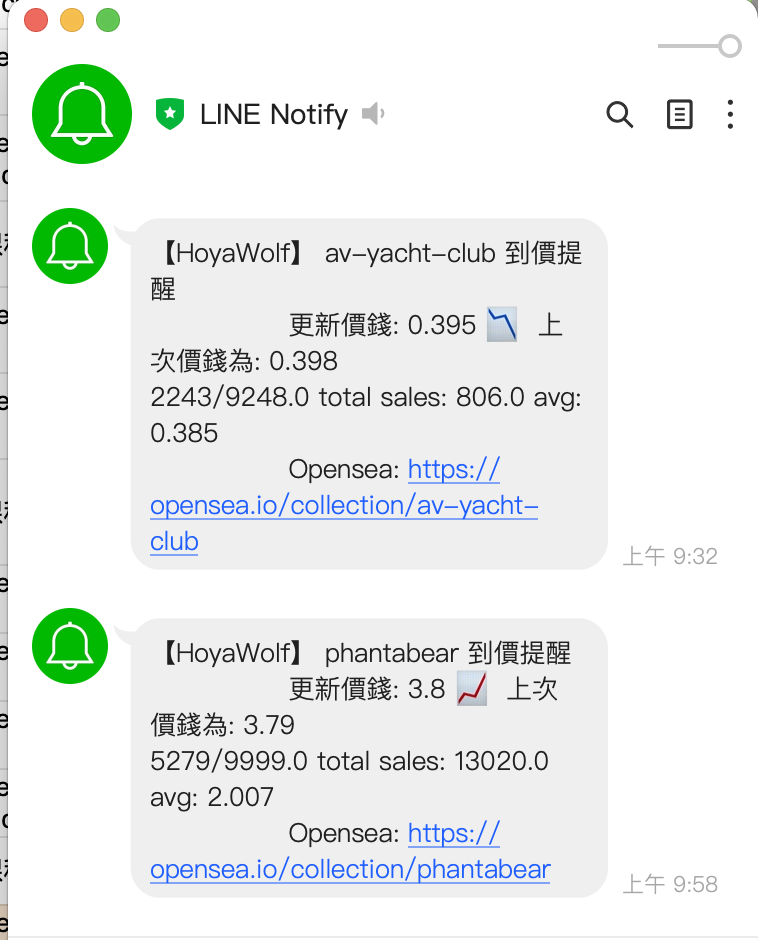 LINE Notify
【HoyaWolf】 av-yacht-club 到價提
醒
更新價錢: 0.395 📉 上
次價錢為: 0.398
2243/9248.0 total sales: 806.0 avg:
0.385
Opensea: https://
opensea.io/collection/av-yacht-
club
上午 9:32
【HoyaWolf】 phantabear 到價提醒
更新價錢: 3.8 📈 上次
價錢為: 3.79
5279/9999.0 total sales: 13020.0
avg: 2.007
Opensea: https://
opensea.io/collection/phantabear
上午 9:58